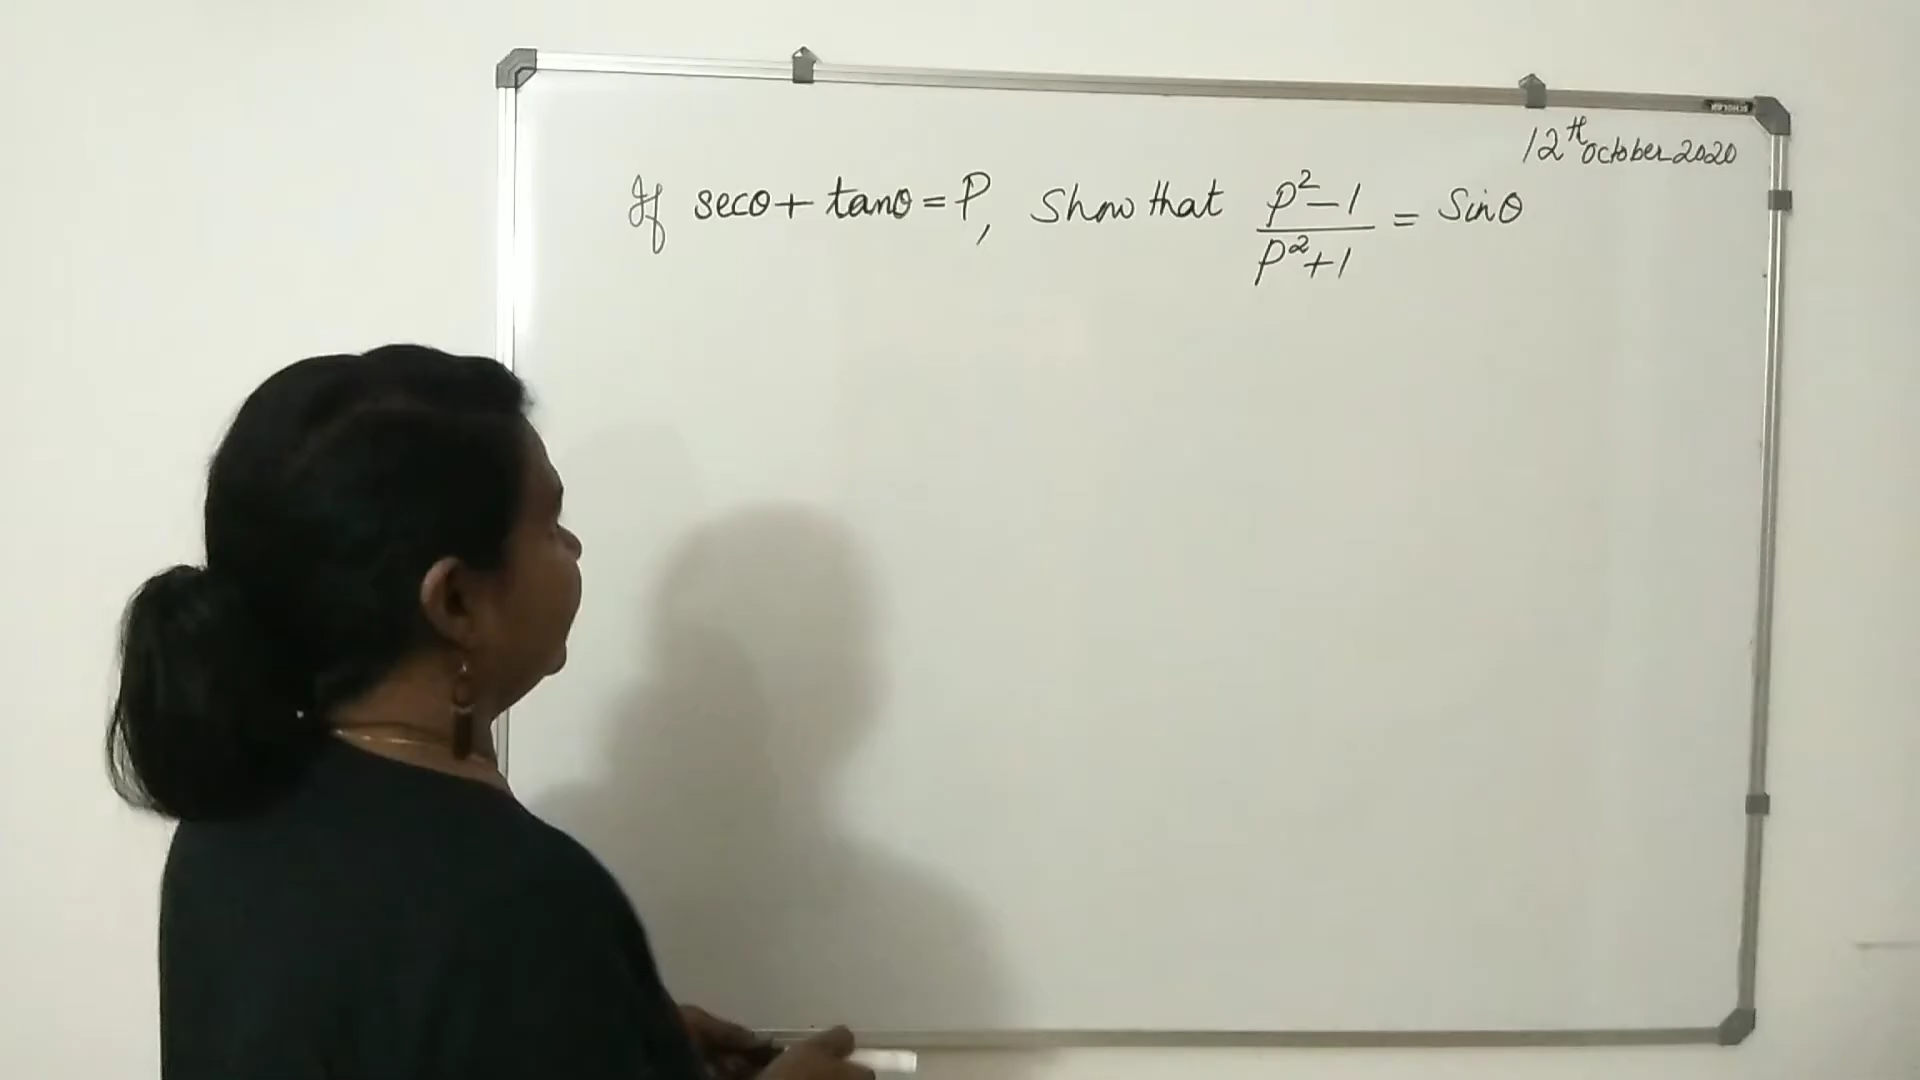 12th October 2020
If secθ + tanθ = P, Show that P²-1 / P²+1 = Sinθ